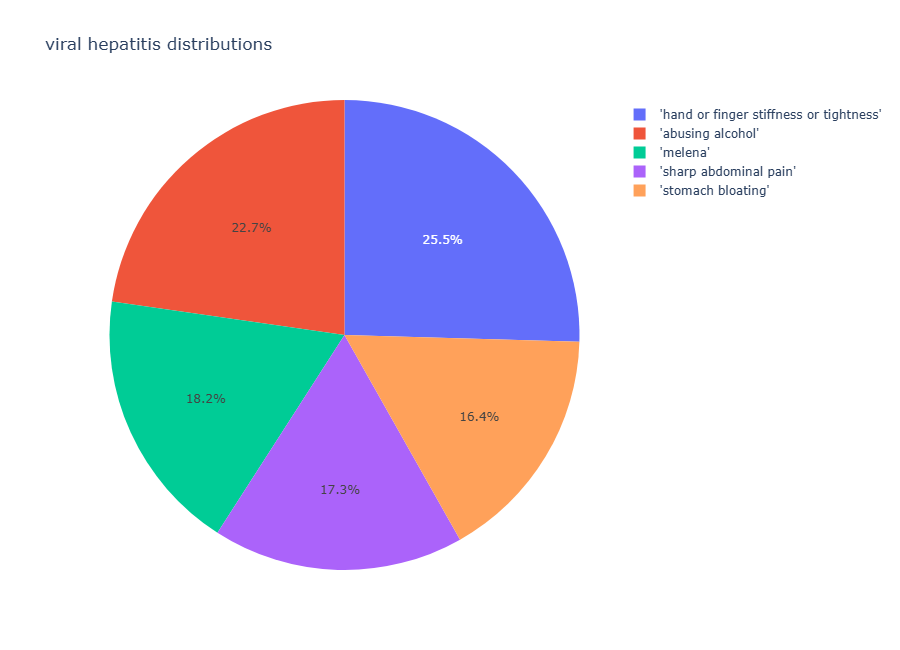 viral hepatitis distributions
'hand or finger stiffness or tightness'
'abusing alcohol'
'melena'
'sharp abdominal pain'
'stomach bloating'
22.7%
25.5%
18.2%
16.4%
17.3%